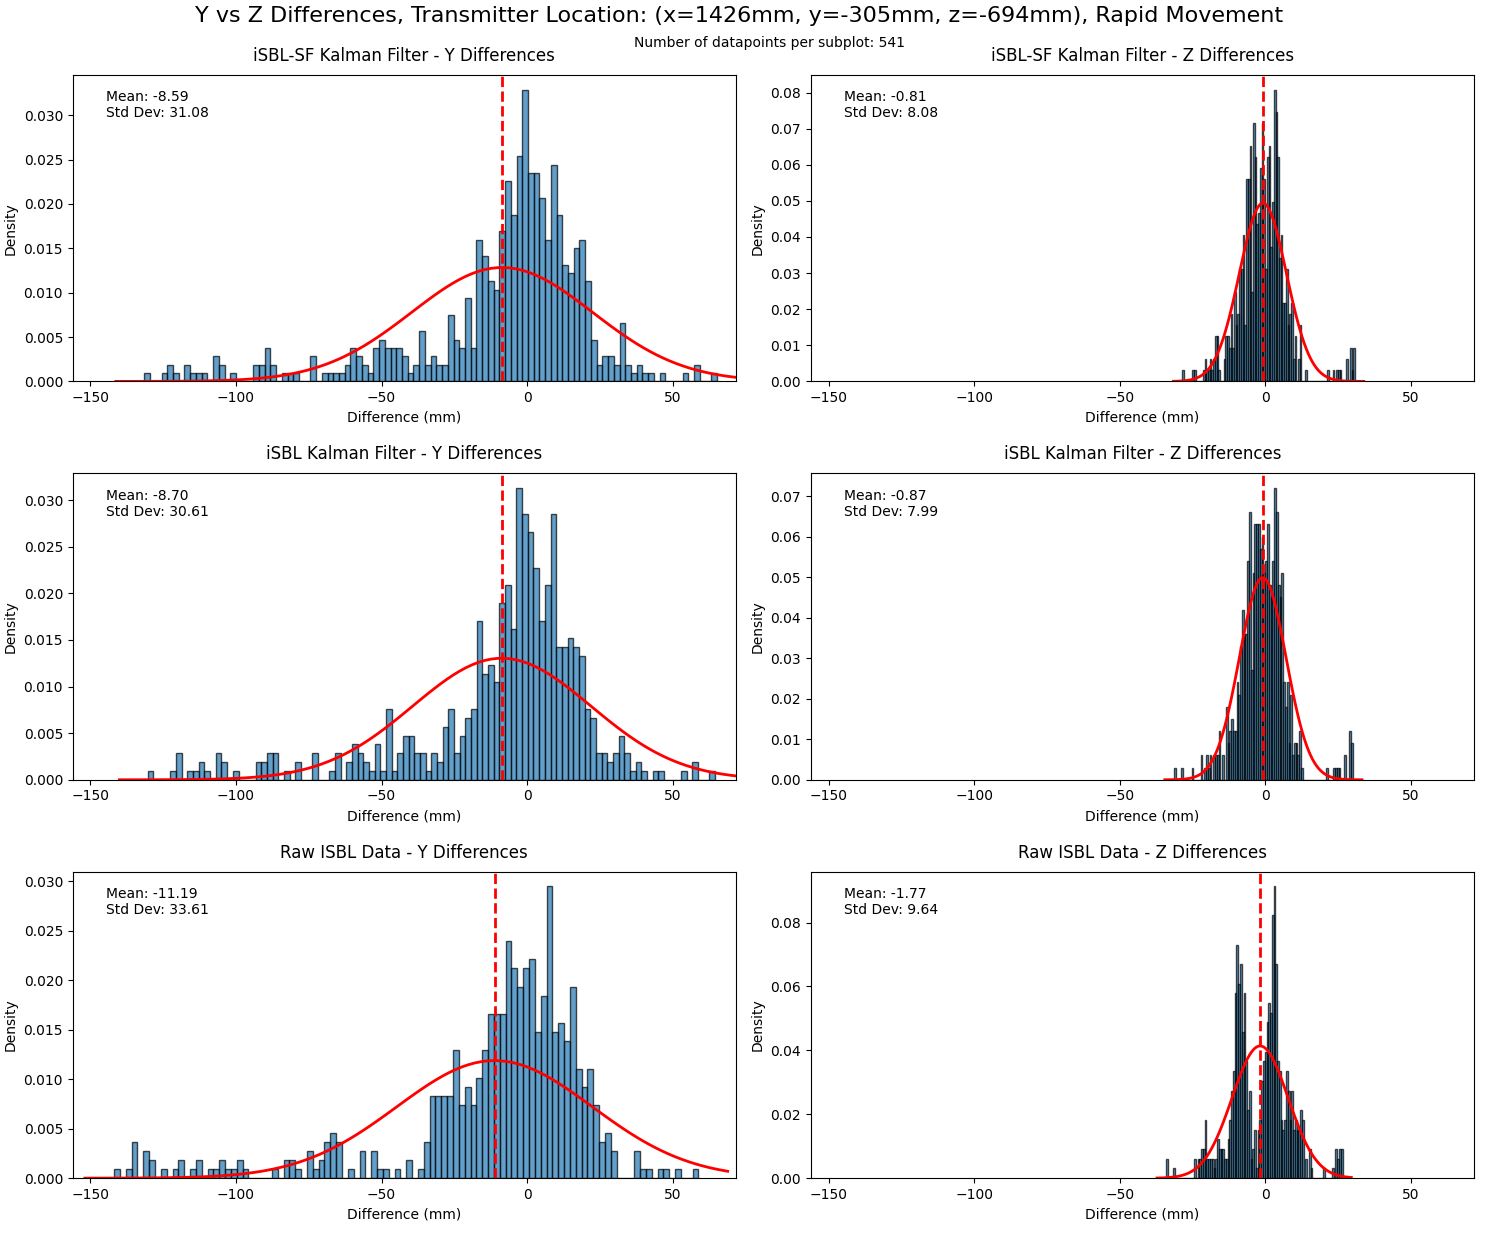 Y vs Z Differences, Transmitter Location: (x=1426mm, y=-305mm, z=-694mm), Rapid Movement
Number of datapoints per subplot: 541
iSBL-SF Kalman Filter - Y Differences
Mean: -8.59
Std Dev: 31.08
0.030
0.025
0.020
0.015
0.010
0.005
0.000
Density
−150 −100 −50 0 50
Difference (mm)
iSBL-SF Kalman Filter - Z Differences
Mean: -0.81
Std Dev: 8.08
0.08
0.07
0.06
0.05
0.04
0.03
0.02
0.01
0.00
Density
−150 −100 −50 0 50
Difference (mm)
iSBL Kalman Filter - Y Differences
Mean: -8.70
Std Dev: 30.61
0.030
0.025
0.020
0.015
0.010
0.005
0.000
Density
−150 −100 −50 0 50
Difference (mm)
iSBL Kalman Filter - Z Differences
Mean: -0.87
Std Dev: 7.99
0.07
0.06
0.05
0.04
0.03
0.02
0.01
0.00
Density
−150 −100 −50 0 50
Difference (mm)
Raw ISBL Data - Y Differences
Mean: -11.19
Std Dev: 33.61
0.030
0.025
0.020
0.015
0.010
0.005
0.000
Density
−150 −100 −50 0 50
Difference (mm)
Raw ISBL Data - Z Differences
Mean: -1.77
Std Dev: 9.64
0.08
0.06
0.04
0.02
0.00
Density
−150 −100 −50 0 50
Difference (mm)